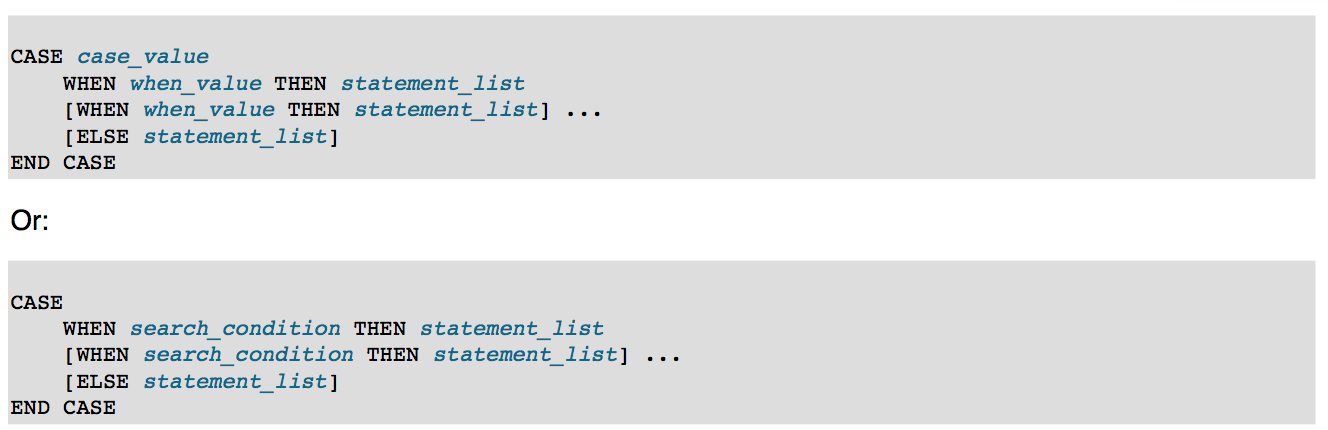 CASE case_value
    WHEN when_value THEN statement_list
    [WHEN when_value THEN statement_list] ...
    [ELSE statement_list]
END CASE
Or:
CASE
    WHEN search_condition THEN statement_list
    [WHEN search_condition THEN statement_list] ...
    [ELSE statement_list]
END CASE